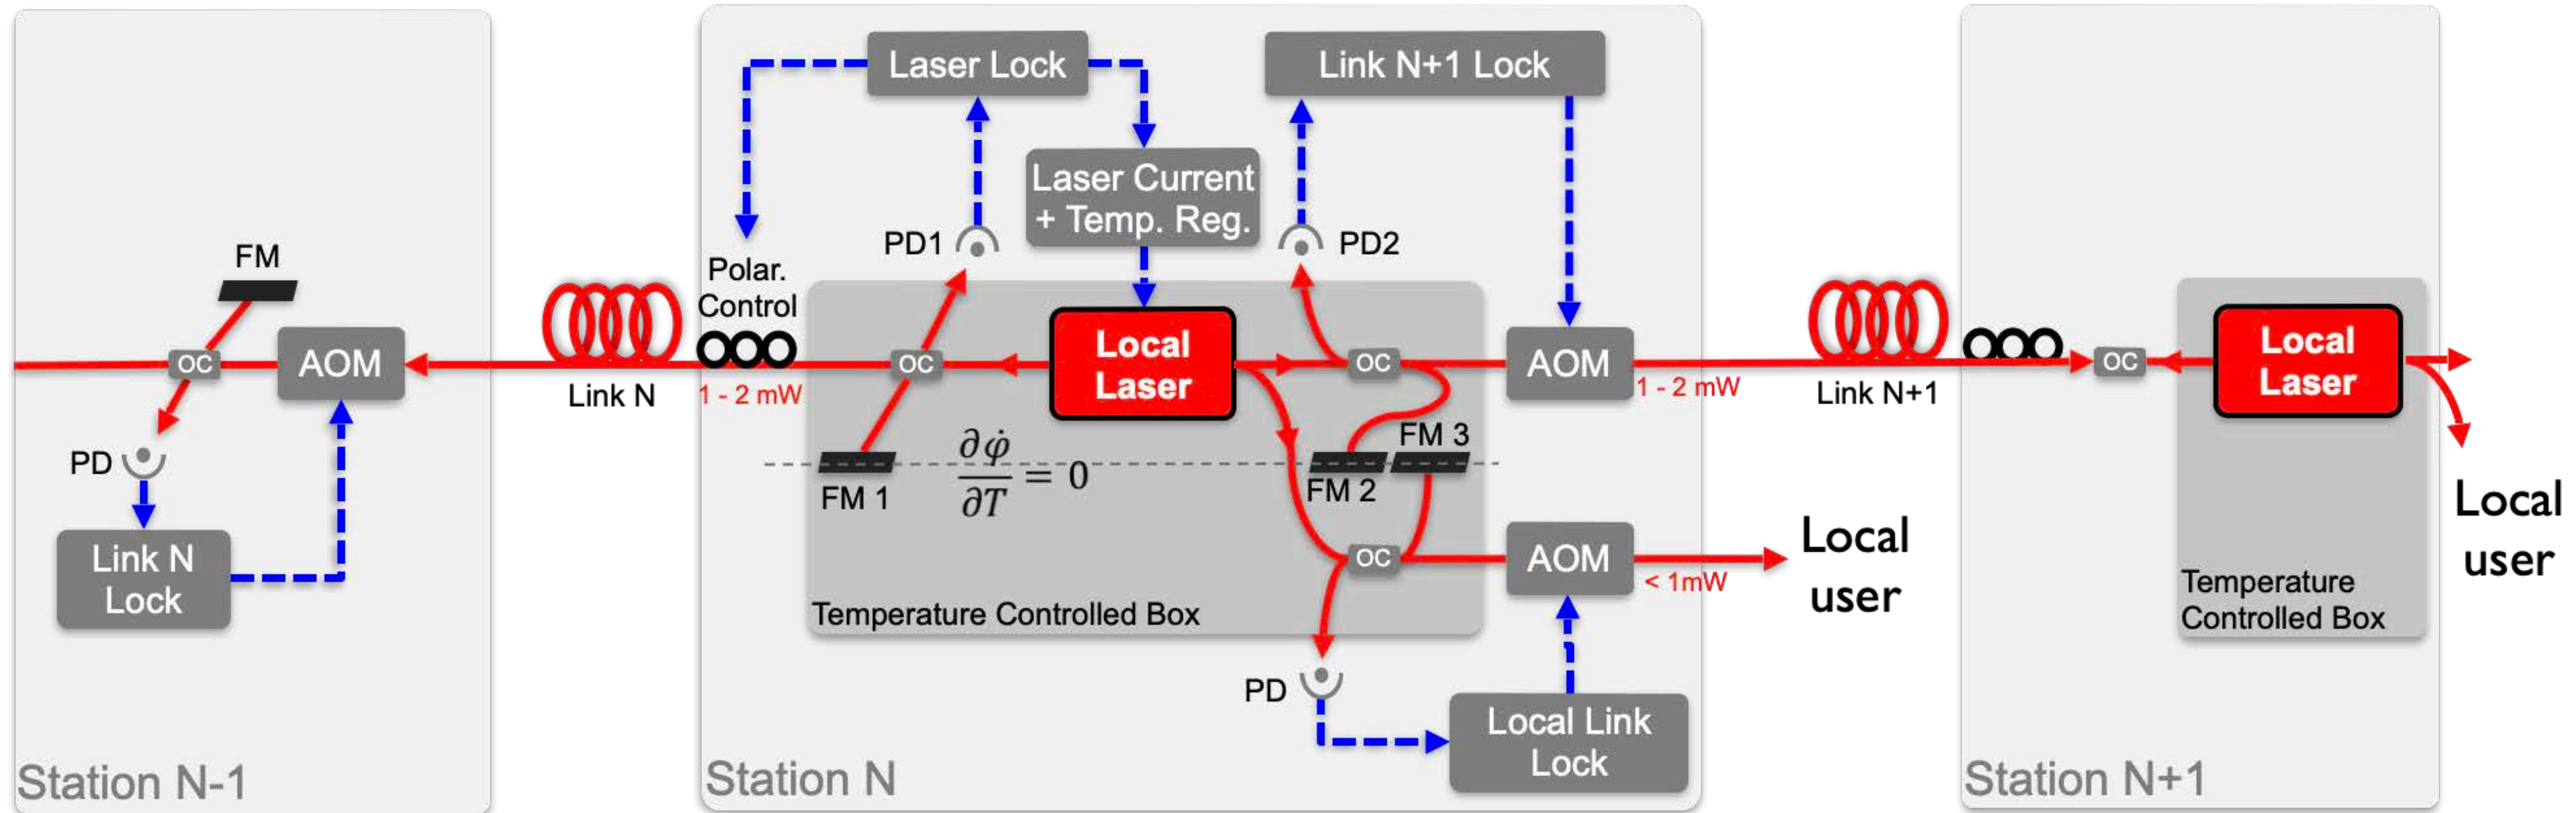 FM
OC
AOM
PD
Link N
Lock
Station N-1
Link N
Laser Lock
Link N+1 Lock
Laser Current
+ Temp. Reg.
PD1
PD2
Polar.
Control
1 - 2 mW
OC
Local
Laser
OC
AOM
1 - 2 mW
FM 1
∂φ̇/∂T = 0
FM 2
FM 3
OC
AOM
< 1mW
Local
user
Temperature Controlled Box
PD
Local Link
Lock
Station N
Link N+1
OC
Local
Laser
Local
user
Temperature
Controlled Box
Station N+1